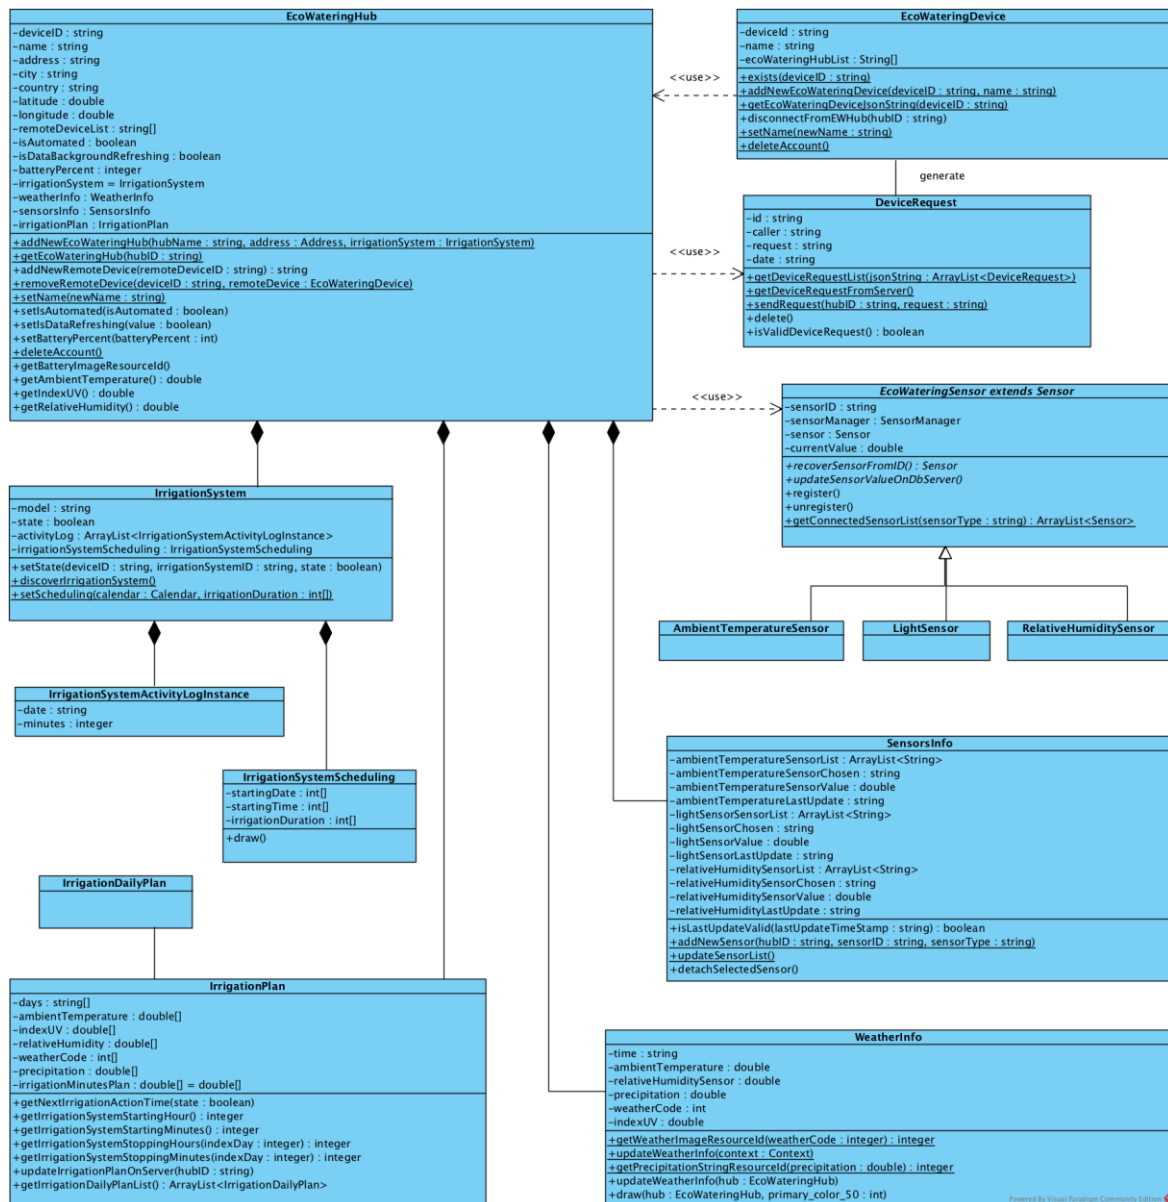 EcoWateringHub
-deviceID : string
-name : string
-address : string
-city : string
-country : string
-latitude : double
-longitude : double
-remoteDeviceList : string[]
-isAutomated : boolean
-isDataBackgroundRefreshing : boolean
-batteryPercent : integer
-irrigationSystem = IrrigationSystem
-weatherInfo : WeatherInfo
-sensorsInfo : SensorsInfo
-irrigationPlan : IrrigationPlan
+addNewEcoWateringHub(hubName : string, address : Address, irrigationSystem : IrrigationSystem)
+getEcoWateringHub(hubID : string)
+addNewRemoteDevice(remoteDeviceID : string) : string
+removeRemoteDevice(deviceID : string, remoteDevice : EcoWateringDevice)
+setName(newName : string)
+setIsAutomated(isAutomated : boolean)
+setIsDataRefreshing(value : boolean)
+setBatteryPercent(batteryPercent : int)
+deleteAccount()
+getBatteryImageResourceId()
+getAmbientTemperature() : double
+getIndexUV() : double
+getRelativeHumidity() : double
<<use>>
EcoWateringDevice
-deviceId : string
-name : string
-ecoWateringHubList : String[]
+exists(deviceID : string)
+addNewEcoWateringDevice(deviceID : string, name : string)
+getEcoWateringDeviceJsonString(deviceID : string)
+disconnectFromEWHub(hubID : string)
+setName(newName : string)
+deleteAccount()
generate
<<use>>
DeviceRequest
-id : string
-caller : string
-request : string
-date : string
+getDeviceRequestList(jsonString : ArrayList<DeviceRequest>)
+getDeviceRequestFromServer()
+sendRequest(hubID : string, request : string)
+delete()
+isValidDeviceRequest() : boolean
<<use>>
EcoWateringSensor extends Sensor
-sensorID : string
-sensorManager : SensorManager
-sensor : Sensor
-currentValue : double
+recoverSensorFromID() : Sensor
+updateSensorValueOnDbServer()
+register()
+unregister()
+getConnectedSensorList(sensorType : string) : ArrayList<Sensor>
AmbientTemperatureSensor
LightSensor
RelativeHumiditySensor
IrrigationSystem
-model : string
-state : boolean
-activityLog : ArrayList<IrrigationSystemActivityLogInstance>
-irrigationSystemScheduling : IrrigationSystemScheduling
+setState(deviceID : string, irrigationSystemID : string, state : boolean)
+discoverIrrigationSystem()
+setScheduling(calendar : Calendar, irrigationDuration : int[])
IrrigationSystemActivityLogInstance
-date : string
-minutes : integer
IrrigationSystemScheduling
-startingDate : int[]
-startingTime : int[]
-irrigationDuration : int[]
+draw()
IrrigationDailyPlan
IrrigationPlan
-days : string[]
-ambientTemperature : double[]
-indexUV : double[]
-relativeHumidity : double[]
-weatherCode : int[]
-precipitation : double[]
-irrigationMinutesPlan : double[] = double[]
+getNextIrrigationActionTime(state : boolean)
+getIrrigationSystemStartingHour() : integer
+getIrrigationSystemStartingMinutes() : integer
+getIrrigationSystemStoppingHours(indexDay : integer) : integer
+getIrrigationSystemStoppingMinutes(indexDay : integer) : integer
+updateIrrigationPlanOnServer(hubID : string)
+getIrrigationDailyPlanList() : ArrayList<IrrigationDailyPlan>
SensorsInfo
-ambientTemperatureSensorList : ArrayList<String>
-ambientTemperatureSensorChosen : string
-ambientTemperatureSensorValue : double
-ambientTemperatureLastUpdate : string
-lightSensorSensorList : ArrayList<String>
-lightSensorChosen : string
-lightSensorValue : double
-lightSensorLastUpdate : string
-relativeHumiditySensorList : ArrayList<String>
-relativeHumiditySensorChosen : string
-relativeHumiditySensorValue : double
-relativeHumidityLastUpdate : string
+isLastUpdateValid(lastUpdateTimeStamp : string) : boolean
+addNewSensor(hubID : string, sensorID : string, sensorType : string)
+updateSensorList()
+detachSelectedSensor()
WeatherInfo
-time : string
-ambientTemperature : double
-relativeHumiditySensor : double
-precipitation : double
-weatherCode : int
-indexUV : double
+getWeatherImageResourceId(weatherCode : integer) : integer
+updateWeatherInfo(context : Context)
+getPrecipitationStringResourceId(precipitation : double) : integer
+updateWeatherInfo(hub : EcoWateringHub)
+draw(hub : EcoWateringHub, primary_color_50 : int)
Powered By Visual Paradigm Community Edition